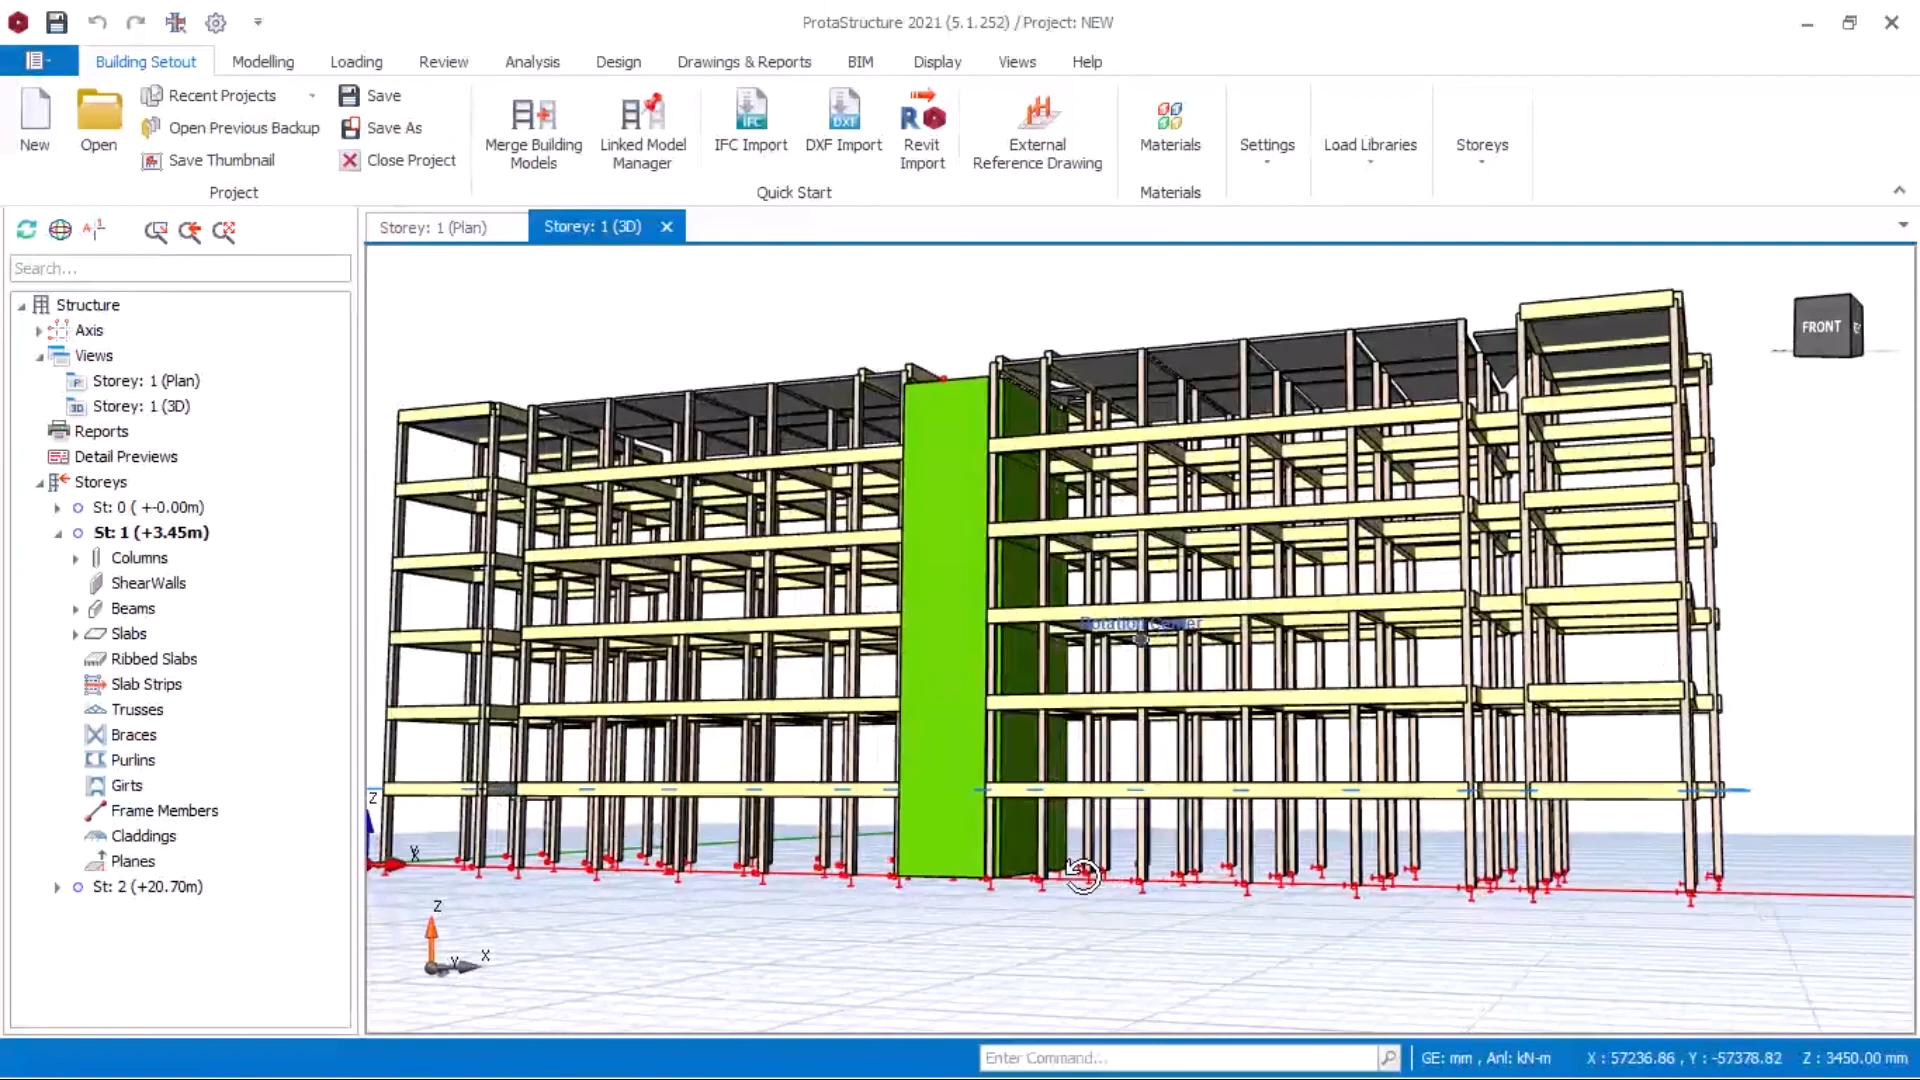 ProtaStructure 2021 (5.1.252) / Project: NEW
Building Setout Modelling Loading Review Analysis Design Drawings & Reports BIM Display Views Help
New
Open
Recent Projects
Open Previous Backup
Save Thumbnail
Save
Save As
Close Project
Project
Merge Building Models
Linked Model Manager
IFC Import
DXF Import
Revit Import
External Reference Drawing
Quick Start
Materials
Materials
Settings
Load Libraries
Storeys
Search...
Storey: 1 (Plan)
Storey: 1 (3D)
Structure
Axis
Views
Storey: 1 (Plan)
Storey: 1 (3D)
Reports
Detail Previews
Storeys
St: 0 ( +-0.00m)
St: 1 (+3.45m)
Columns
ShearWalls
Beams
Slabs
Ribbed Slabs
Slab Strips
Trusses
Braces
Purlins
Girts
Frame Members
Claddings
Planes
St: 2 (+20.70m)
FRONT
Rotation Center
Z
Z
Y
X
Enter Command...
GE: mm , Anl: kN-m
X : 57236.86 , Y : -57378.82
Z : 3450.00 mm